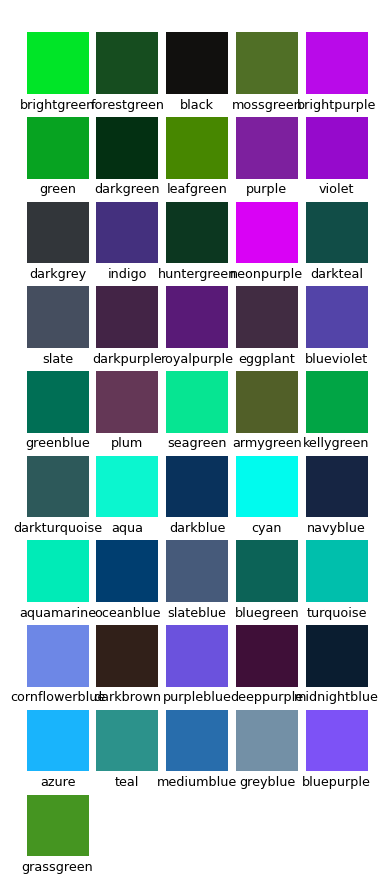 brightgreen forestgreen black mossgreen brightpurple
green darkgreen leafgreen purple violet
darkgrey indigo huntergreen neonpurple darkteal
slate darkpurple royalpurple eggplant blueviolet
greenblue plum seagreen armygreen kellygreen
darkturquoise aqua darkblue cyan navyblue
aquamarine oceanblue slateblue bluegreen turquoise
cornflowerblue darkbrown purpleblue deeppurple midnightblue
azure teal mediumblue greyblue bluepurple
grassgreen